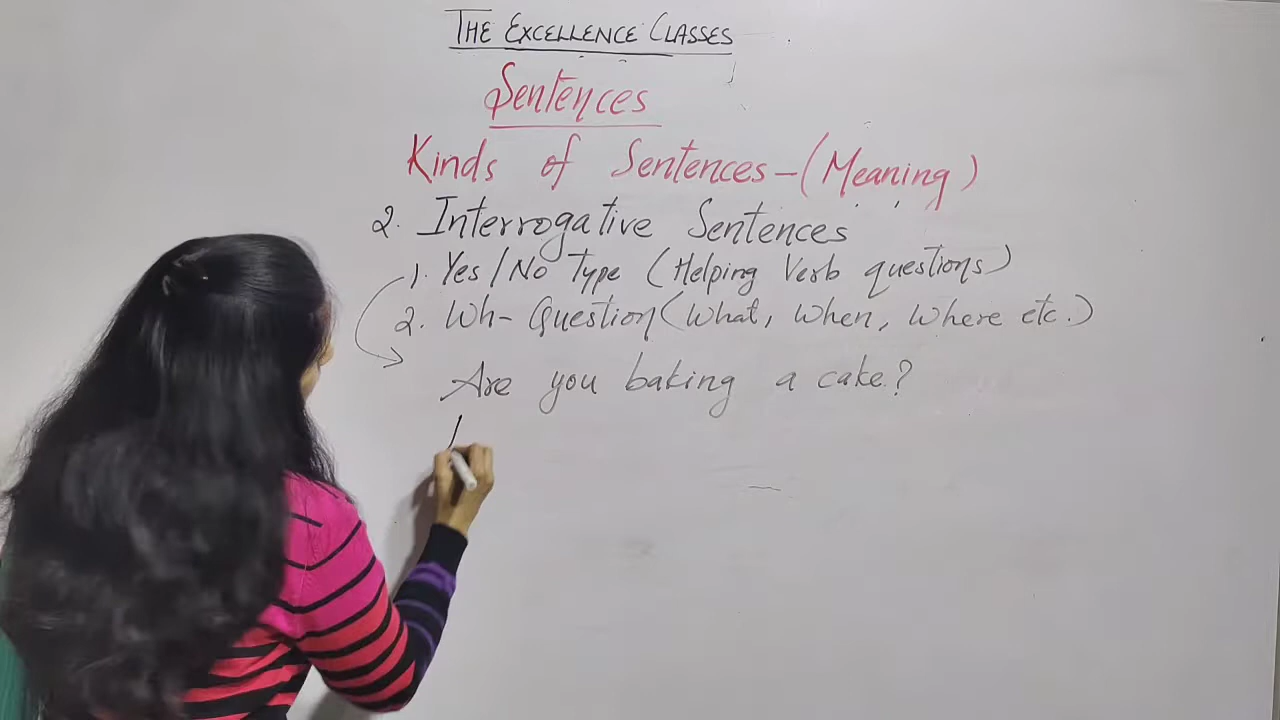 THE EXCELLENCE CLASSES
Sentences
Kinds of Sentences-(Meaning)
2. Interrogative Sentences
1. Yes/No Type (Helping Verb questions)
2. Wh- Question (What, When, Where etc.)
Are you baking a cake?